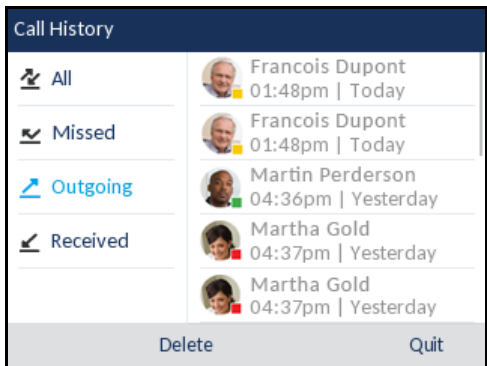 Call History
All
Missed
Outgoing
Received
Francois Dupont
01:48pm | Today
Francois Dupont
01:48pm | Today
Martin Perderson
04:36pm | Yesterday
Martha Gold
04:37pm | Yesterday
Martha Gold
04:37pm | Yesterday
Delete
Quit